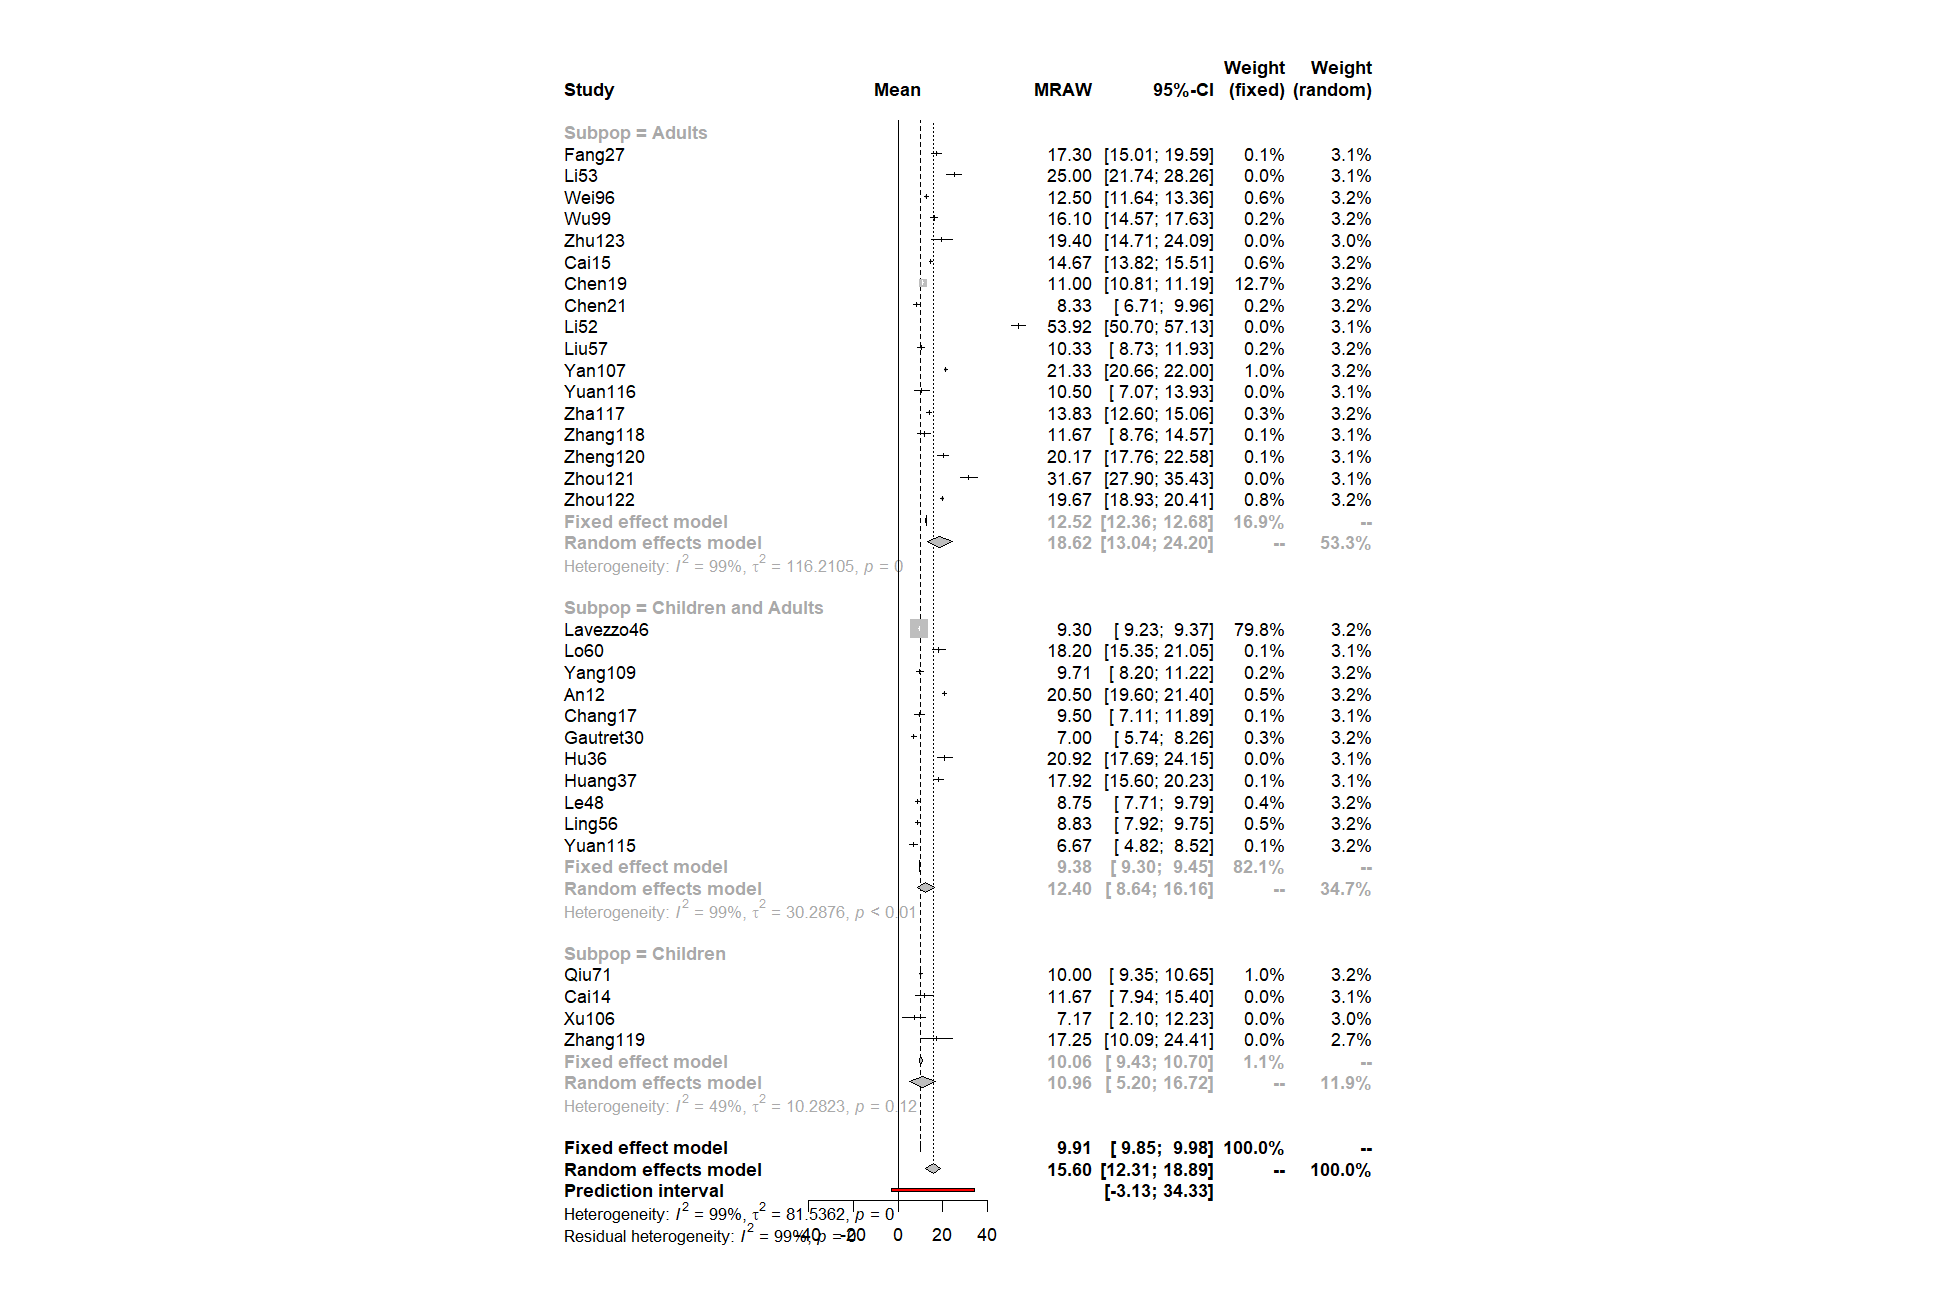 Weight Weight
Study Mean MRAW 95%-CI (fixed) (random)
Subpop = Adults
Fang27 17.30 [15.01; 19.59] 0.1% 3.1%
Li53 25.00 [21.74; 28.26] 0.0% 3.1%
Wei96 12.50 [11.64; 13.36] 0.6% 3.2%
Wu99 16.10 [14.57; 17.63] 0.2% 3.2%
Zhu123 19.40 [14.71; 24.09] 0.0% 3.0%
Cai15 14.67 [13.82; 15.51] 0.6% 3.2%
Chen19 11.00 [10.81; 11.19] 12.7% 3.2%
Chen21 8.33 [ 6.71; 9.96] 0.2% 3.2%
Li52 53.92 [50.70; 57.13] 0.0% 3.1%
Liu57 10.33 [ 8.73; 11.93] 0.2% 3.2%
Yan107 21.33 [20.66; 22.00] 1.0% 3.2%
Yuan116 10.50 [ 7.07; 13.93] 0.0% 3.1%
Zha117 13.83 [12.60; 15.06] 0.3% 3.2%
Zhang118 11.67 [ 8.76; 14.57] 0.1% 3.1%
Zheng120 20.17 [17.76; 22.58] 0.1% 3.1%
Zhou121 31.67 [27.90; 35.43] 0.0% 3.1%
Zhou122 19.67 [18.93; 20.41] 0.8% 3.2%
Fixed effect model 12.52 [12.36; 12.68] 16.9% --
Random effects model 18.62 [13.04; 24.20] -- 53.3%
Heterogeneity: I² = 99%, τ² = 116.2105, p = 0
Subpop = Children and Adults
Lavezzo46 9.30 [ 9.23; 9.37] 79.8% 3.2%
Lo60 18.20 [15.35; 21.05] 0.1% 3.1%
Yang109 9.71 [ 8.20; 11.22] 0.2% 3.2%
An12 20.50 [19.60; 21.40] 0.5% 3.2%
Chang17 9.50 [ 7.11; 11.89] 0.1% 3.1%
Gautret30 7.00 [ 5.74; 8.26] 0.3% 3.2%
Hu36 20.92 [17.69; 24.15] 0.0% 3.1%
Huang37 17.92 [15.60; 20.23] 0.1% 3.1%
Le48 8.75 [ 7.71; 9.79] 0.4% 3.2%
Ling56 8.83 [ 7.92; 9.75] 0.5% 3.2%
Yuan115 6.67 [ 4.82; 8.52] 0.1% 3.2%
Fixed effect model 9.38 [ 9.30; 9.45] 82.1% --
Random effects model 12.40 [ 8.64; 16.16] -- 34.7%
Heterogeneity: I² = 99%, τ² = 30.2876, p < 0.01
Subpop = Children
Qiu71 10.00 [ 9.35; 10.65] 1.0% 3.2%
Cai14 11.67 [ 7.94; 15.40] 0.0% 3.1%
Xu106 7.17 [ 2.10; 12.23] 0.0% 3.0%
Zhang119 17.25 [10.09; 24.41] 0.0% 2.7%
Fixed effect model 10.06 [ 9.43; 10.70] 1.1% --
Random effects model 10.96 [ 5.20; 16.72] -- 11.9%
Heterogeneity: I² = 49%, τ² = 10.2823, p = 0.12
Fixed effect model 9.91 [ 9.85; 9.98] 100.0% --
Random effects model 15.60 [12.31; 18.89] -- 100.0%
Prediction interval [-3.13; 34.33]
Heterogeneity: I² = 99%, τ² = 81.5362, p = 0
Residual heterogeneity: I² = 99%, p = 0
-40 -20 0 20 40